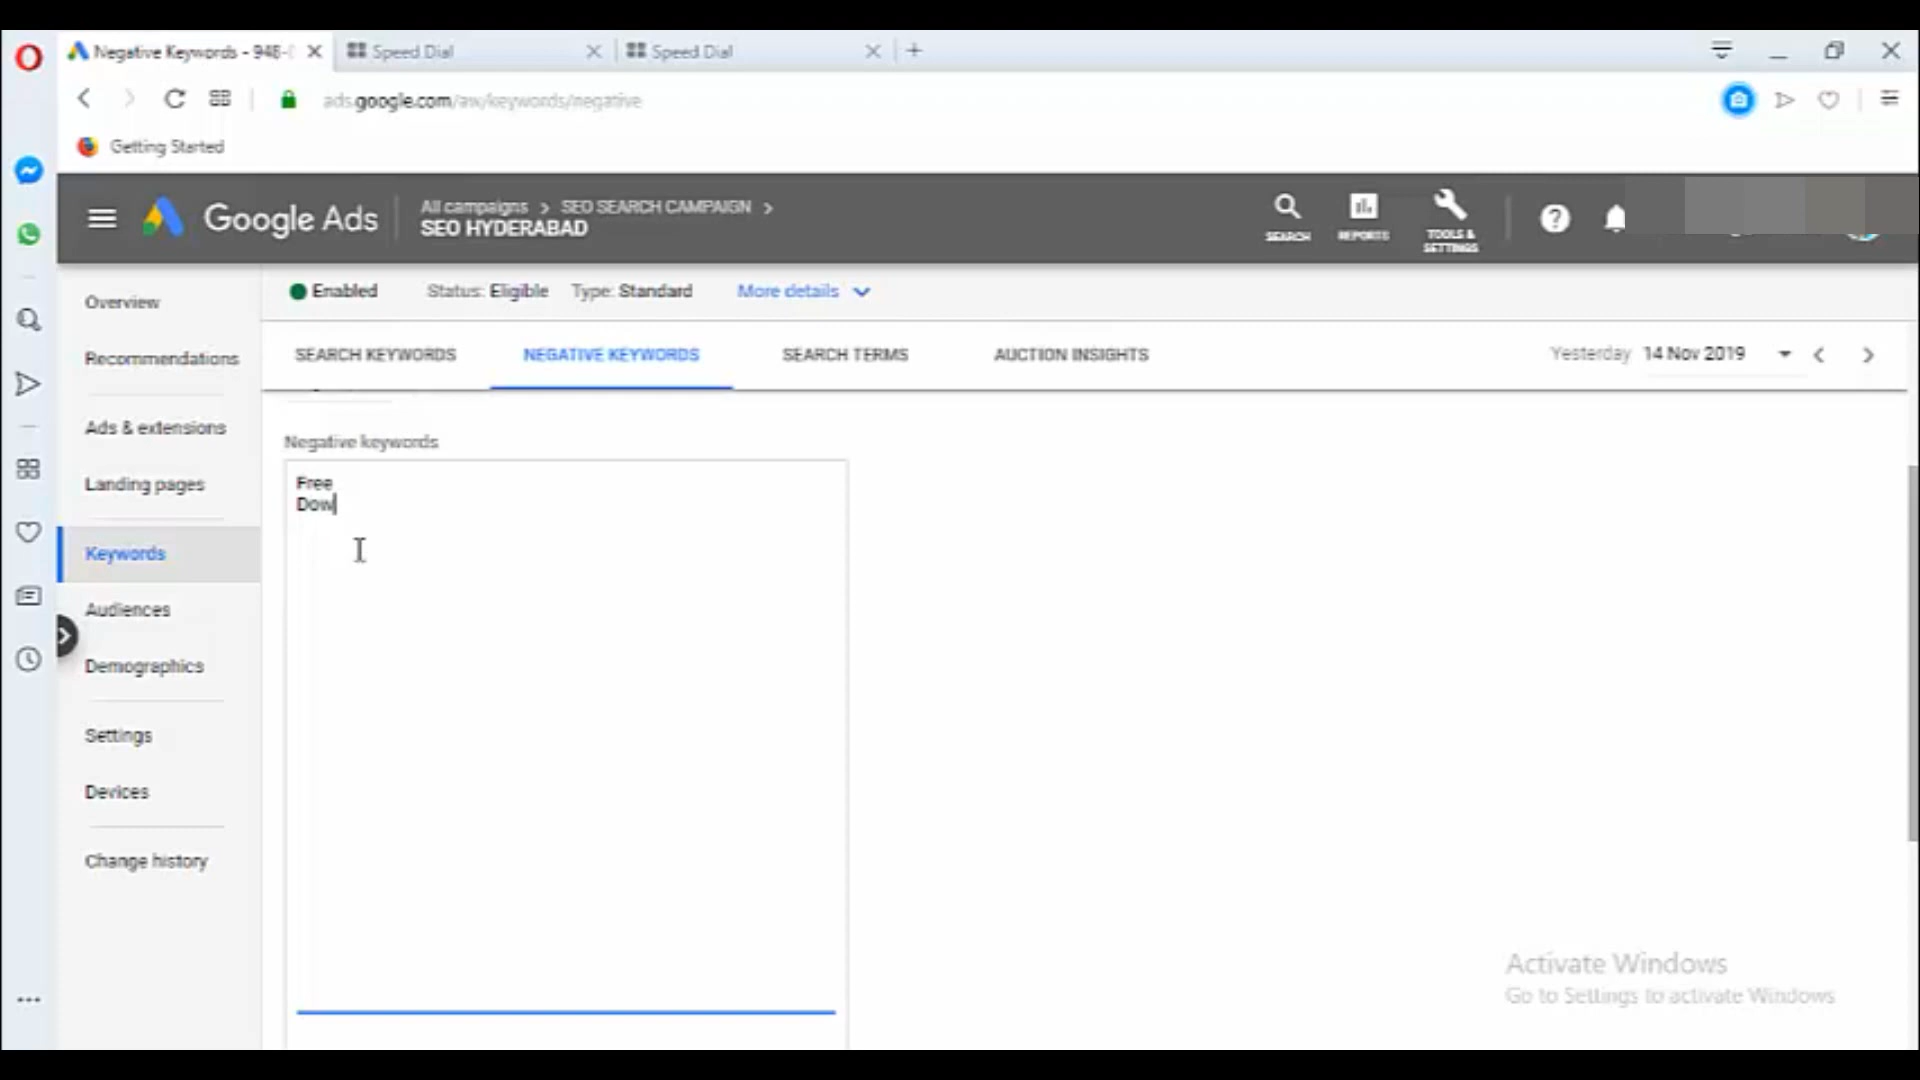 Negative Keywords - 948-
Speed Dial
Speed Dial
ads.google.com/aw/keywords/negative
Getting Started
Google Ads
All campaigns > SEO SEARCH CAMPAIGN >
SEO HYDERABAD
SEARCH
REPORTS
TOOLS &
SETTINGS
Overview
Recommendations
Ads & extensions
Landing pages
Keywords
Audiences
Demographics
Settings
Devices
Change history
Enabled
Status: Eligible
Type: Standard
More details
SEARCH KEYWORDS
NEGATIVE KEYWORDS
SEARCH TERMS
AUCTION INSIGHTS
Yesterday 14 Nov 2019
Negative keywords
Free
Dow
Activate Windows
Go to Settings to activate Windows